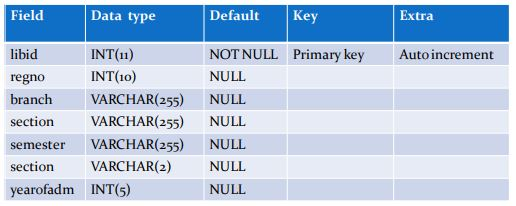 Field Data type Default Key Extra
libid INT(11) NOT NULL Primary key Auto increment
regno INT(10) NULL
branch VARCHAR(255) NULL
section VARCHAR(255) NULL
semester VARCHAR(255) NULL
section VARCHAR(2) NULL
yearofadm INT(5) NULL